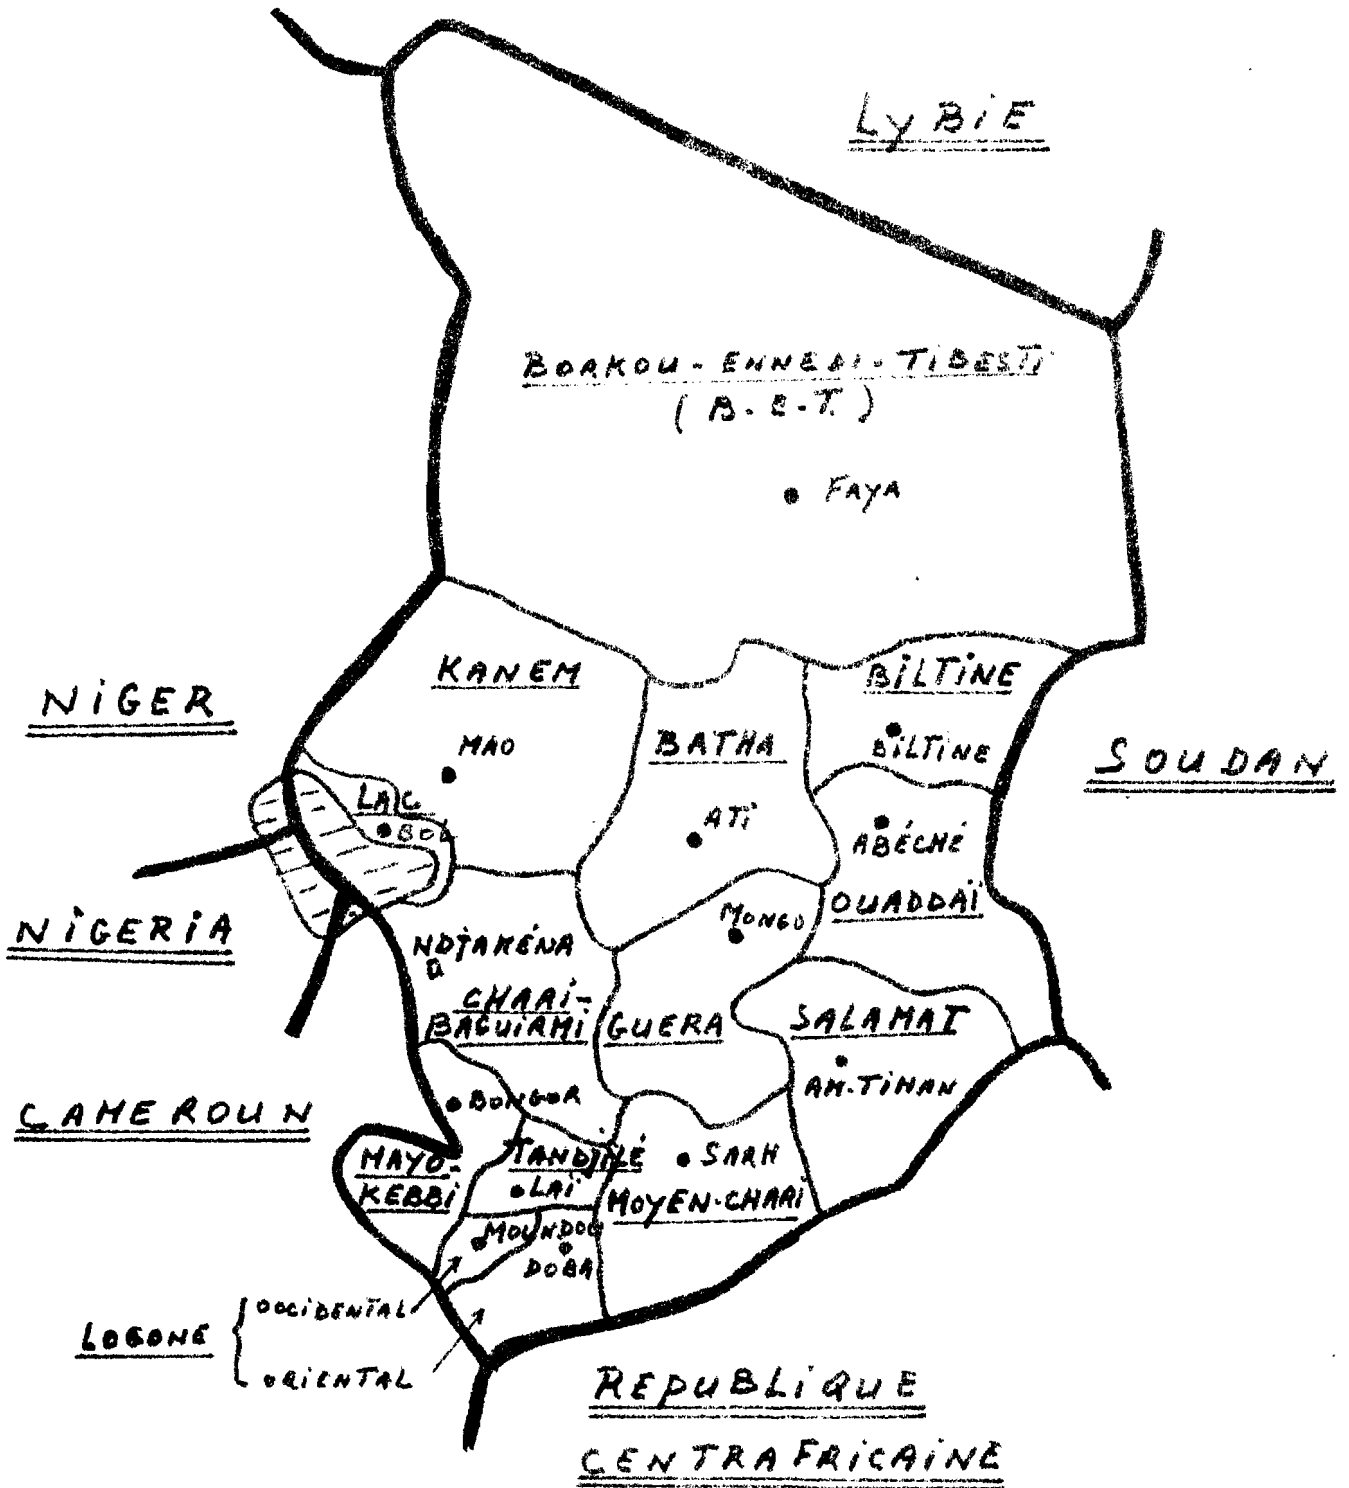 LYBIE
BORKOU-ENNEDI-TIBESTI
(B.E.T.)
FAYA
KANEM
BILTINE
NIGER
MAO
BATHA
BILTINE
SOUDAN
LAC
BOL
ATI
ABÉCHÉ
OUADDAÏ
MONGO
NIGERIA
NDJAMÉNA
CHARI-
BAGUIRMI
GUERA
SALAMAT
AM-TIMAN
BONGOR
CAMEROUN
MAYO-
KEBBI
TANDJILÉ
LAÏ
SARH
MOYEN-CHARI
MOUNDOU
DOBA
LOGONE
OCCIDENTAL
ORIENTAL
REPUBLIQUE
CENTRAFRICAINE